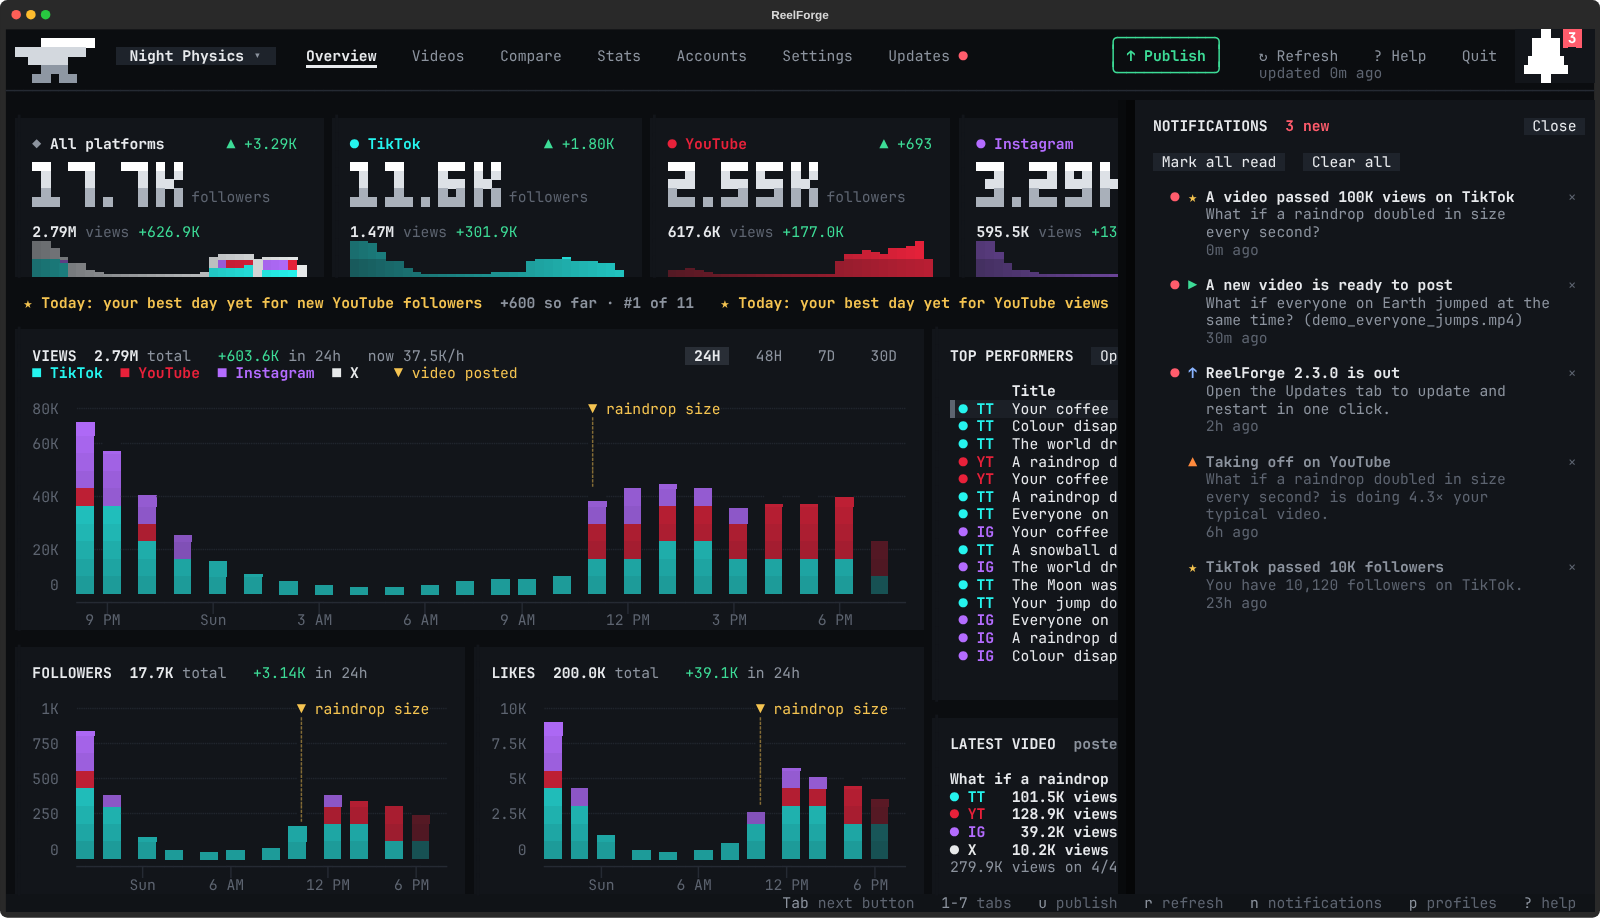 ReelForge
Night Physics ▾ Overview Videos Compare Stats Accounts Settings Updates ● ↑ Publish ↻ Refresh ? Help Quit 3
updated 0m ago
◆ All platforms ▲ +3.29K
17.7K followers
2.79M views +626.9K
● TikTok ▲ +1.80K
11.6K followers
1.47M views +301.9K
● YouTube ▲ +693
2.55K followers
617.6K views +177.0K
● Instagram
3.29K
595.5K views +13
★ Today: your best day yet for new YouTube followers +600 so far · #1 of 11 ★ Today: your best day yet for YouTube views
VIEWS 2.79M total +603.6K in 24h now 37.5K/h 24H 48H 7D 30D
■ TikTok ■ YouTube ■ Instagram ■ X ▼ video posted
▼ raindrop size
80K
60K
40K
20K
0
9 PM Sun 3 AM 6 AM 9 AM 12 PM 3 PM 6 PM
FOLLOWERS 17.7K total +3.14K in 24h
▼ raindrop size
1K
750
500
250
0
Sun 6 AM 12 PM 6 PM
LIKES 200.0K total +39.1K in 24h
▼ raindrop size
10K
7.5K
5K
2.5K
0
Sun 6 AM 12 PM 6 PM
TOP PERFORMERS Op
Title
● TT Your coffee
● TT Colour disap
● TT The world dr
● YT A raindrop d
● YT Your coffee
● TT A raindrop d
● TT Everyone on
● IG Your coffee
● TT A snowball d
● IG The world dr
● TT The Moon was
● TT Your jump do
● IG Everyone on
● IG A raindrop d
● IG Colour disap
LATEST VIDEO poste
What if a raindrop
● TT 101.5K views
● YT 128.9K views
● IG 39.2K views
● X 10.2K views
279.9K views on 4/4
NOTIFICATIONS 3 new Close
Mark all read Clear all
● ★ A video passed 100K views on TikTok ×
What if a raindrop doubled in size
every second?
0m ago
● ▶ A new video is ready to post ×
What if everyone on Earth jumped at the
same time? (demo_everyone_jumps.mp4)
30m ago
● ↑ ReelForge 2.3.0 is out ×
Open the Updates tab to update and
restart in one click.
2h ago
▲ Taking off on YouTube ×
What if a raindrop doubled in size
every second? is doing 4.3× your
typical video.
6h ago
★ TikTok passed 10K followers ×
You have 10,120 followers on TikTok.
23h ago
Tab next button 1-7 tabs u publish r refresh n notifications p profiles ? help